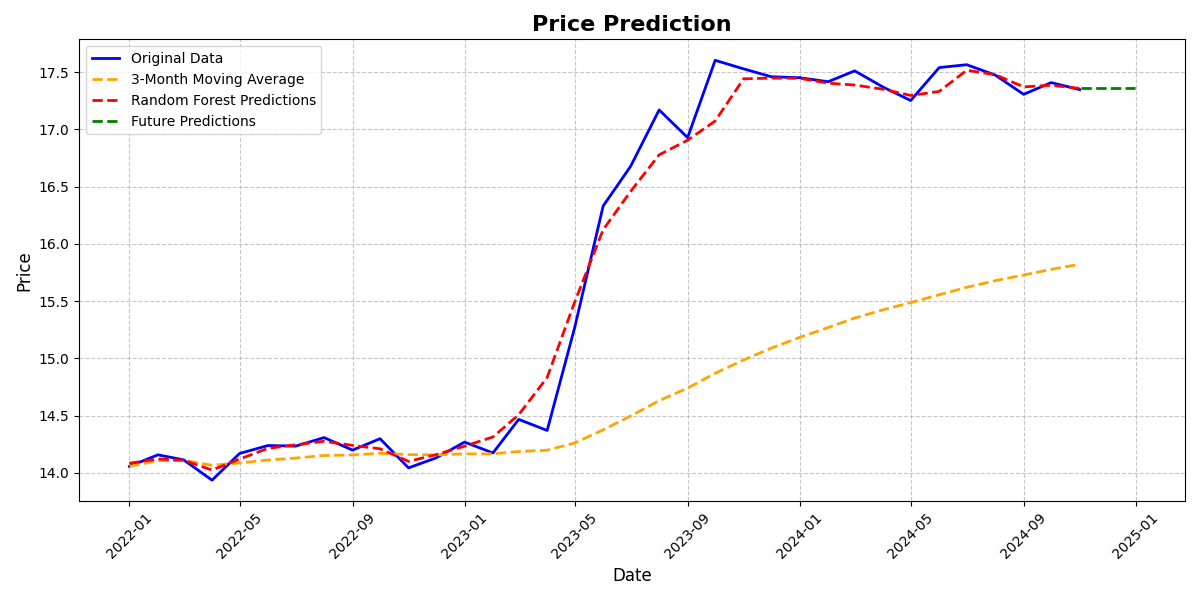 Price Prediction
Original Data
3-Month Moving Average
Random Forest Predictions
Future Predictions
Price
17.5
17.0
16.5
16.0
15.5
15.0
14.5
14.0
2022-01
2022-05
2022-09
2023-01
2023-05
2023-09
2024-01
2024-05
2024-09
2025-01
Date